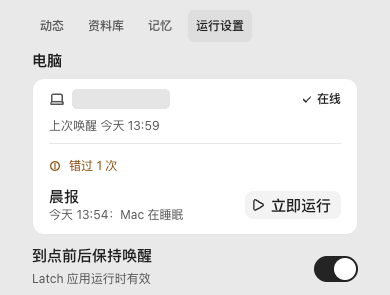 动态 资料库 记忆 运行设置
电脑
在线
上次唤醒 今天 13:59
错过 1 次
晨报
今天 13:54：Mac 在睡眠
立即运行
到点前后保持唤醒
Latch 应用运行时有效